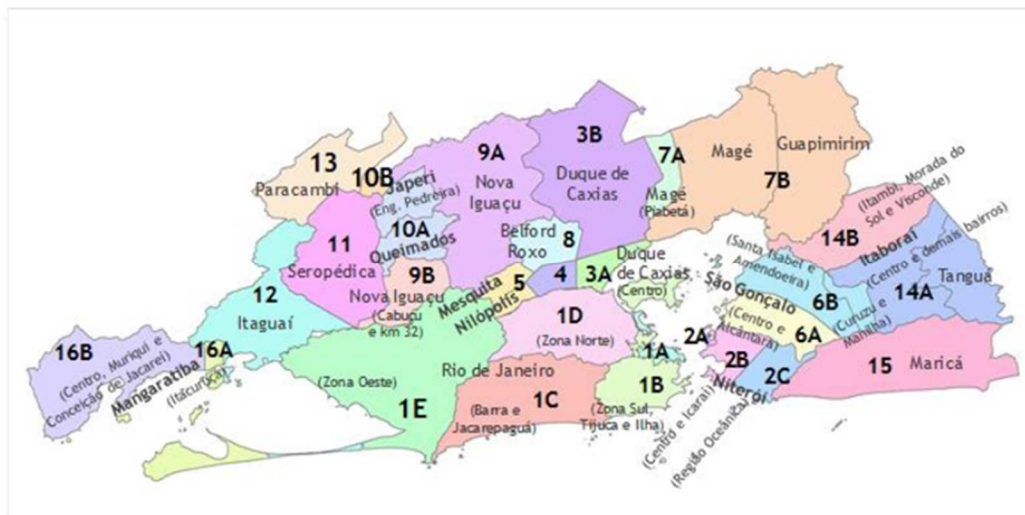 3B
Duque de
Caxias
9A
Nova
Iguaçu
7A
Magé
(Piabetá)
Magé
7B
Guapimirim
13
Paracambi
10B
Japeri
(Eng. Pedreira)
10A
Queimados
11
Seropédica
Belford
Roxo
8
(Itambi, Morada do
Sol e Visconde)
14B
Itaboraí
(Centro e demais bairros)
14A
Tanguá
12
Itaguaí
9B
Nova Iguaçu
(Cabuçu
e km 32)
Mesquita
Nilópolis
5
4
3A
Duque
de Caxias
(Centro)
(Santa Isabel e
Amendoeira)
São Gonçalo
6B
(Curuzu e
Manilha)
(Centro e
Alcântara)
6A
16B
(Centro, Muriqui e
Conceição de Jacareí)
Mangaratiba
16A
(Itacuruçá)
1D
(Zona Norte)
1A
2A
2B
2C
Niterói
(Centro e Icaraí)
(Região Oceânica)
15
Maricá
Rio de Janeiro
(Zona Oeste)
1E
1C
(Barra e
Jacarepaguá)
1B
(Zona Sul,
Tijuca e Ilha)